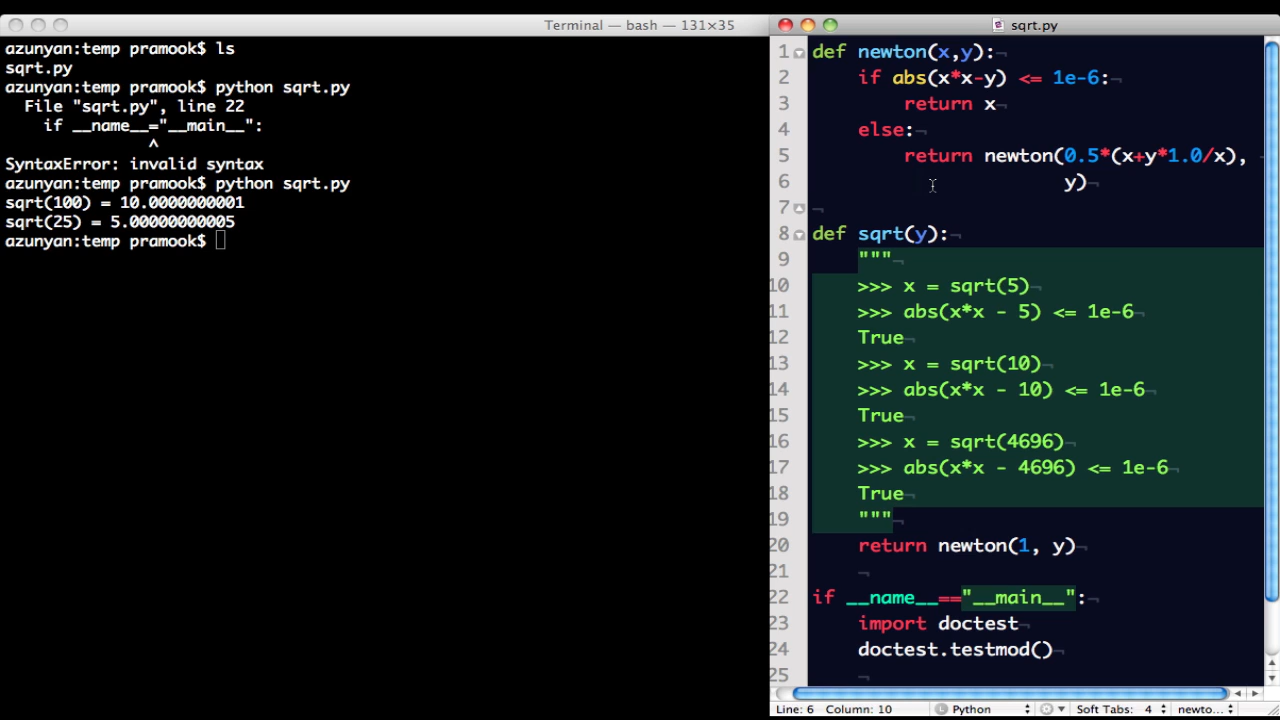 Terminal — bash — 131×35
azunyan:temp pramook$ ls
sqrt.py
azunyan:temp pramook$ python sqrt.py
  File "sqrt.py", line 22
    if __name__="__main__":
               ^
SyntaxError: invalid syntax
azunyan:temp pramook$ python sqrt.py
sqrt(100) = 10.0000000001
sqrt(25) = 5.00000000005
azunyan:temp pramook$
sqrt.py
1 def newton(x,y):¬
2     if abs(x*x-y) <= 1e-6:¬
3         return x¬
4     else:¬
5         return newton(0.5*(x+y*1.0/x), ¬
6                       y)¬
7 ¬
8 def sqrt(y):¬
9     """¬
10     >>> x = sqrt(5)¬
11     >>> abs(x*x - 5) <= 1e-6¬
12     True¬
13     >>> x = sqrt(10)¬
14     >>> abs(x*x - 10) <= 1e-6¬
15     True¬
16     >>> x = sqrt(4696)¬
17     >>> abs(x*x - 4696) <= 1e-6¬
18     True¬
19     """¬
20     return newton(1, y)¬
21     ¬
22 if __name__=="__main__":¬
23     import doctest¬
24     doctest.testmod()¬
25     ¬
Line: 6 Column: 10 L Python Soft Tabs: 4 newto...